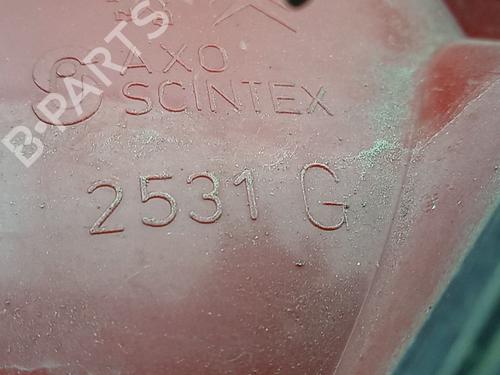 AXO
SCINTEX
2531 G
B-PARTS